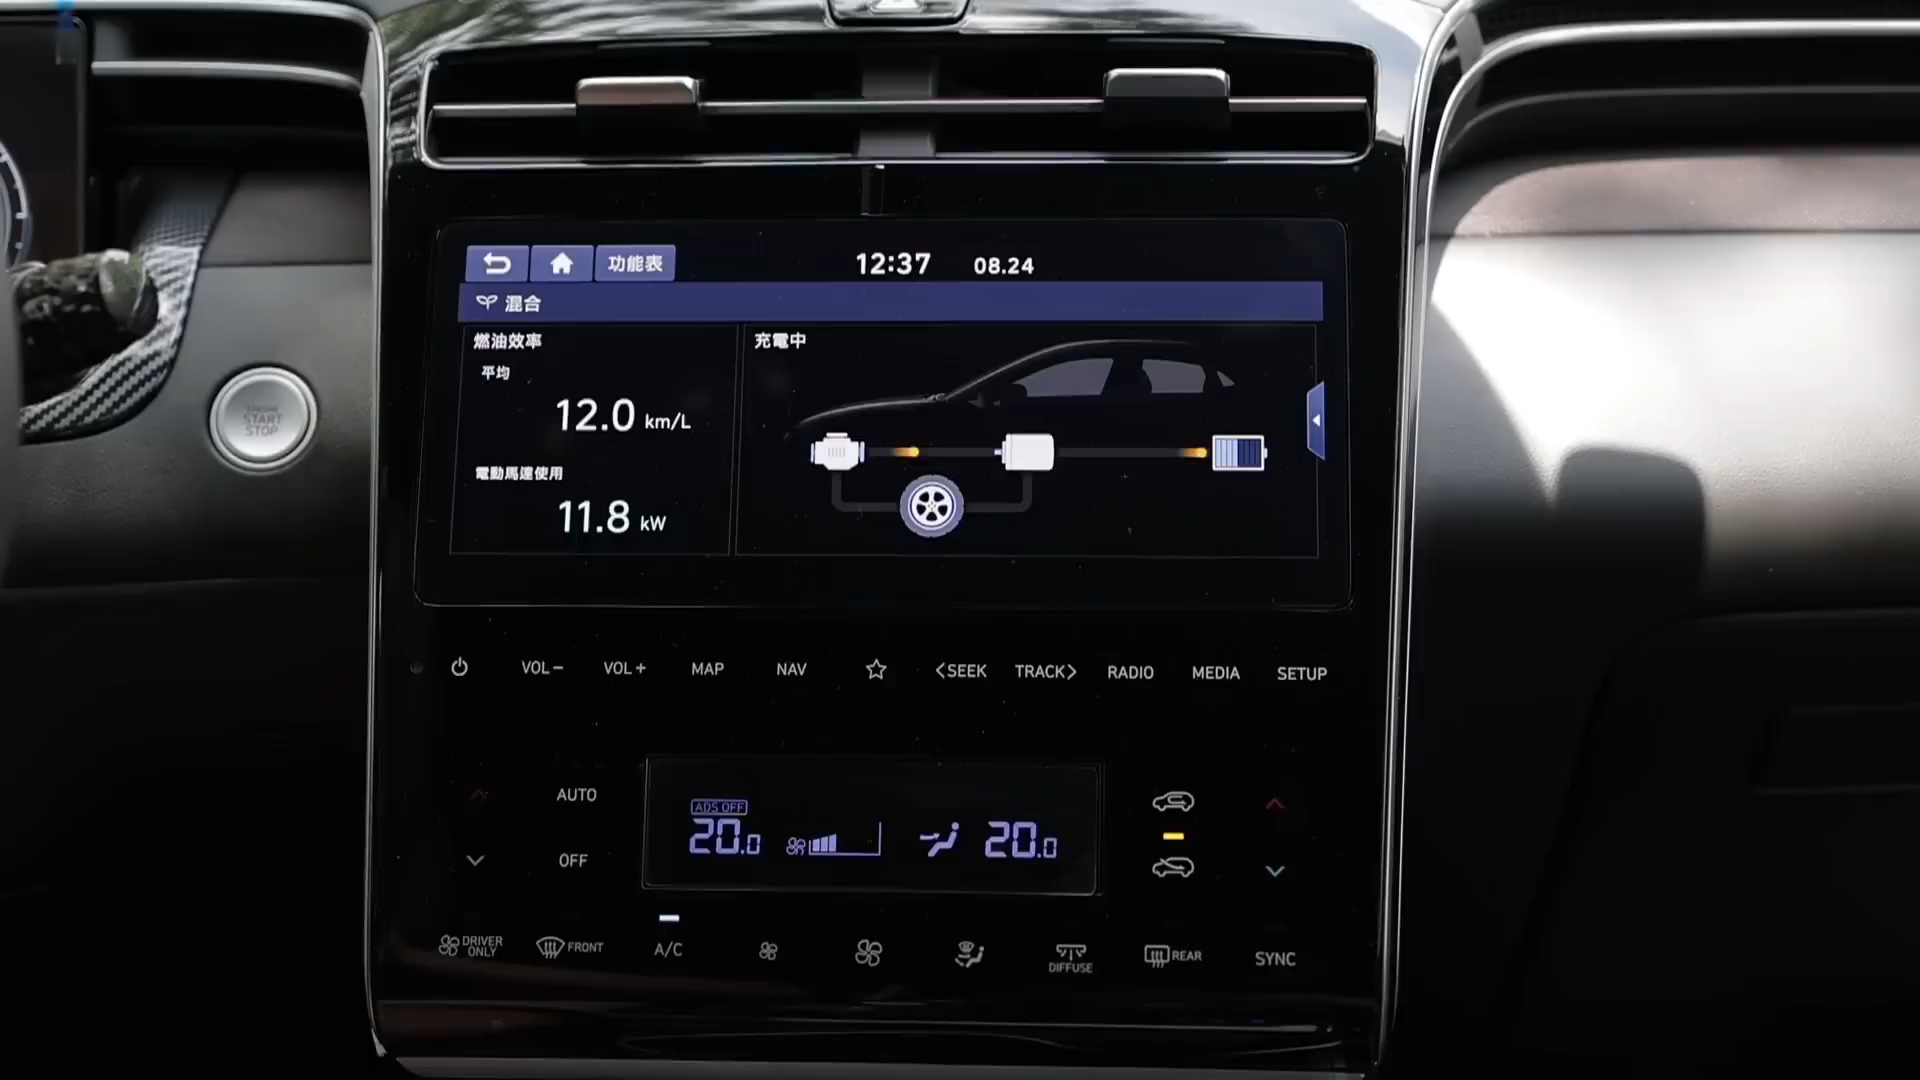 功能表
12:37 08.24
混合
燃油效率
平均
12.0 km/L
電動馬達使用
11.8 kW
充電中
START
STOP
VOL− VOL+ MAP NAV <SEEK TRACK> RADIO MEDIA SETUP
AUTO
OFF
ADS OFF
20.0 20.0
DRIVER ONLY
FRONT
A/C
DIFFUSE
REAR
SYNC